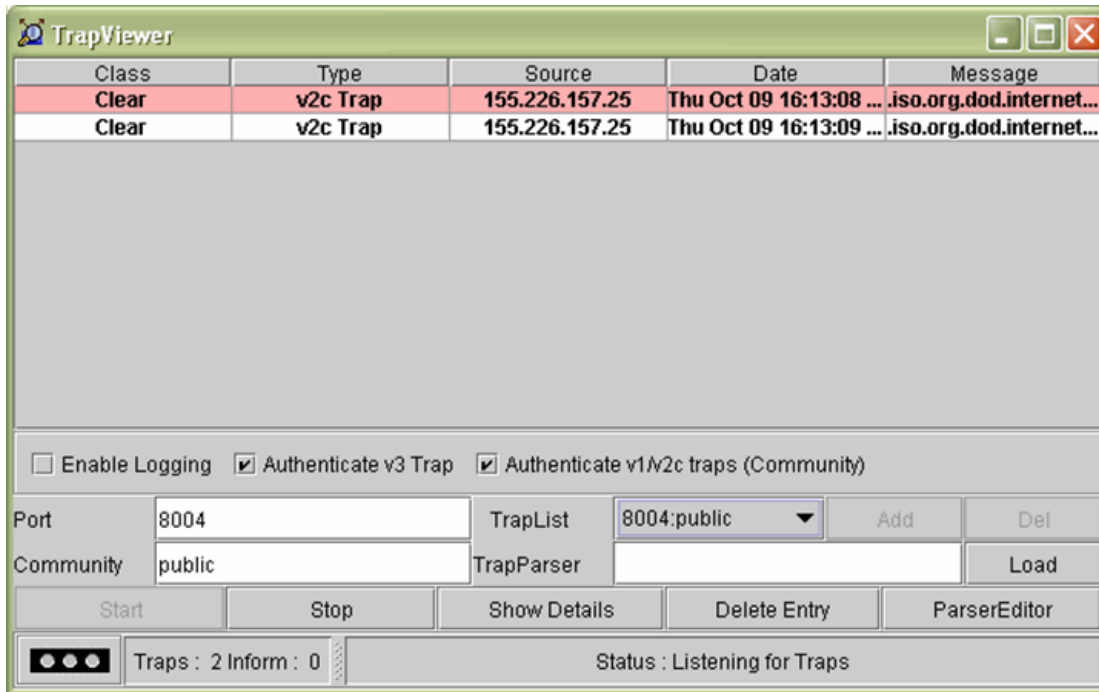 TrapViewer
Class Type Source Date Message
Clear v2c Trap 155.226.157.25 Thu Oct 09 16:13:08 ... .iso.org.dod.internet...
Clear v2c Trap 155.226.157.25 Thu Oct 09 16:13:09 ... .iso.org.dod.internet...
Enable Logging Authenticate v3 Trap Authenticate v1/v2c traps (Community)
Port 8004 TrapList 8004:public Add Del
Community public TrapParser Load
Start Stop Show Details Delete Entry ParserEditor
Traps : 2 Inform : 0 Status : Listening for Traps